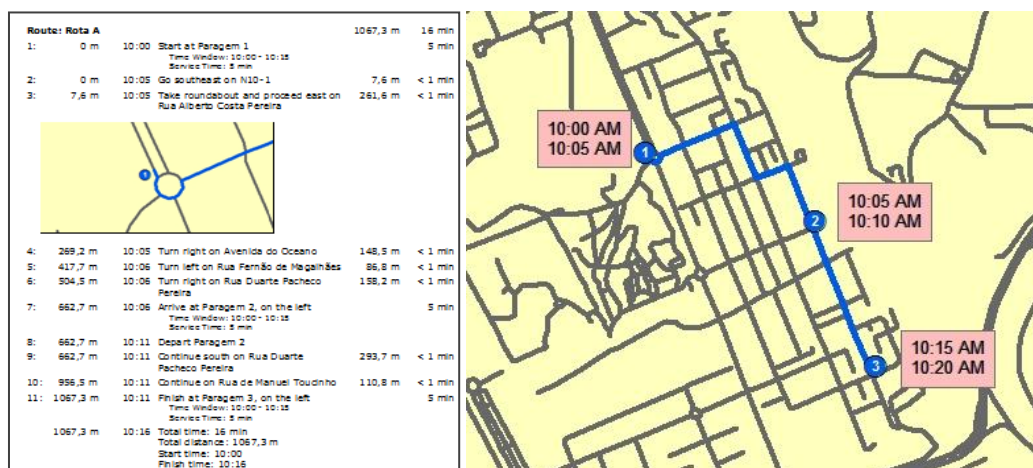 Route: Rota A 1067,3 m 16 min
1: 0 m 10:00 Start at Paragem 1 5 min
Time Window: 10:00 - 10:15
Service Time: 5 min
2: 0 m 10:05 Go southeast on N10-1 7,6 m < 1 min
3: 7,6 m 10:05 Take roundabout and proceed east on 261,6 m < 1 min
Rua Alberto Costa Pereira
1
4: 269,2 m 10:05 Turn right on Avenida do Oceano 148,5 m < 1 min
5: 417,7 m 10:06 Turn left on Rua Fernão de Magalhães 86,8 m < 1 min
6: 504,5 m 10:06 Turn right on Rua Duarte Pacheco 158,2 m < 1 min
Pereira
7: 662,7 m 10:06 Arrive at Paragem 2, on the left 5 min
Time Window: 10:00 - 10:15
Service Time: 5 min
8: 662,7 m 10:11 Depart Paragem 2
9: 662,7 m 10:11 Continue south on Rua Duarte 293,7 m < 1 min
Pacheco Pereira
10: 956,5 m 10:11 Continue on Rua de Manuel Toucinho 110,8 m < 1 min
11: 1067,3 m 10:11 Finish at Paragem 3, on the left 5 min
Time Window: 10:00 - 10:15
Service Time: 5 min
1067,3 m 10:16 Total time: 16 min
Total distance: 1067,3 m
Start time: 10:00
Finish time: 10:16
10:00 AM
10:05 AM
1
10:05 AM
10:10 AM
2
10:15 AM
10:20 AM
3